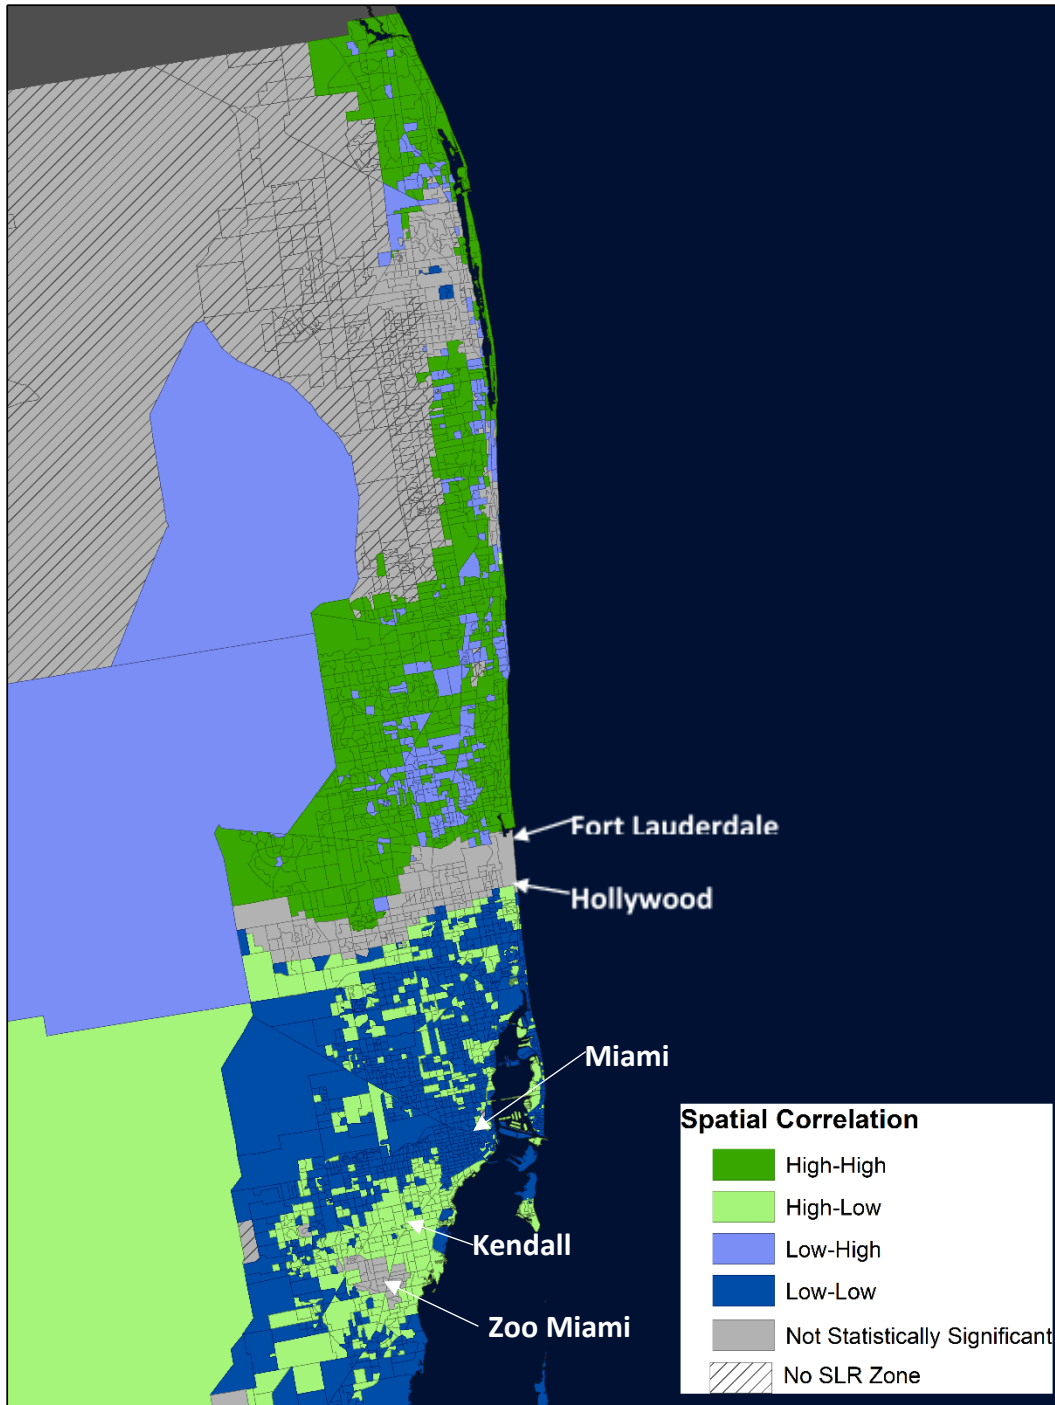 Fort Lauderdale
Hollywood
Miami
Kendall
Zoo Miami
Spatial Correlation
High-High
High-Low
Low-High
Low-Low
Not Statistically Significant
No SLR Zone